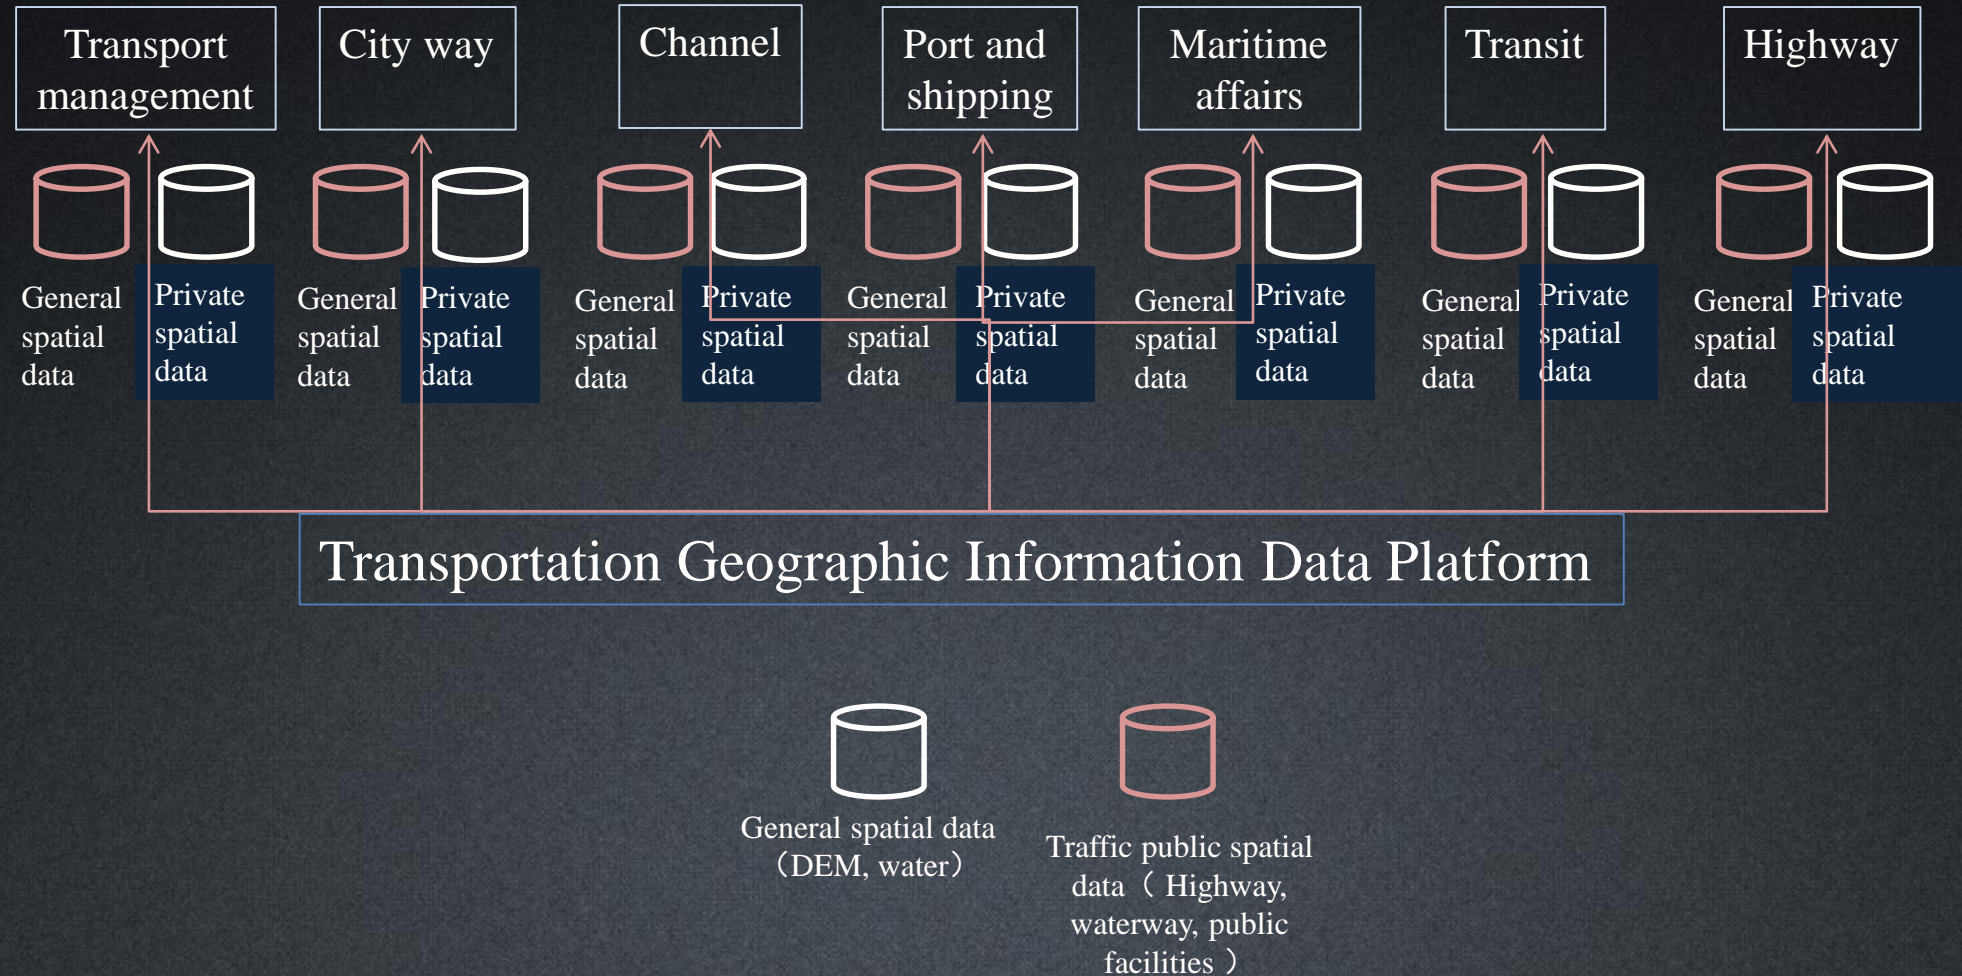 Transport
management
City way
Channel
Port and
shipping
Maritime
affairs
Transit
Highway
General
spatial
data
Private
spatial
data
General
spatial
data
Private
spatial
data
General
spatial
data
Private
spatial
data
General
spatial
data
Private
spatial
data
General
spatial
data
Private
spatial
data
General
spatial
data
Private
spatial
data
General
spatial
data
Private
spatial
data
Transportation Geographic Information Data Platform
General spatial data
（DEM, water）
Traffic public spatial
data（ Highway,
waterway, public
facilities ）